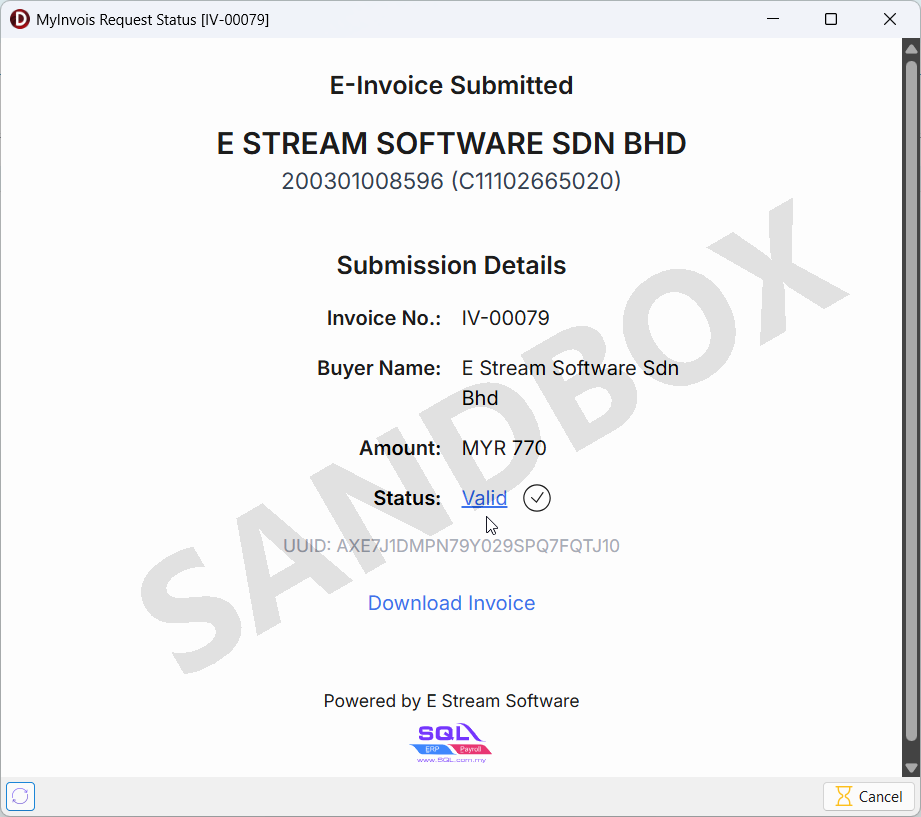 MyInvois Request Status [IV-00079]
E-Invoice Submitted
E STREAM SOFTWARE SDN BHD
200301008596 (C11102665020)
Submission Details
Invoice No.: IV-00079
Buyer Name: E Stream Software Sdn
Bhd
Amount: MYR 770
Status: Valid
UUID: AXE7J1DMPN79Y029SPQ7FQTJ10
Download Invoice
SANDBOX
Powered by E Stream Software
SQL
ERP Payroll
www.SQL.com.my
Cancel